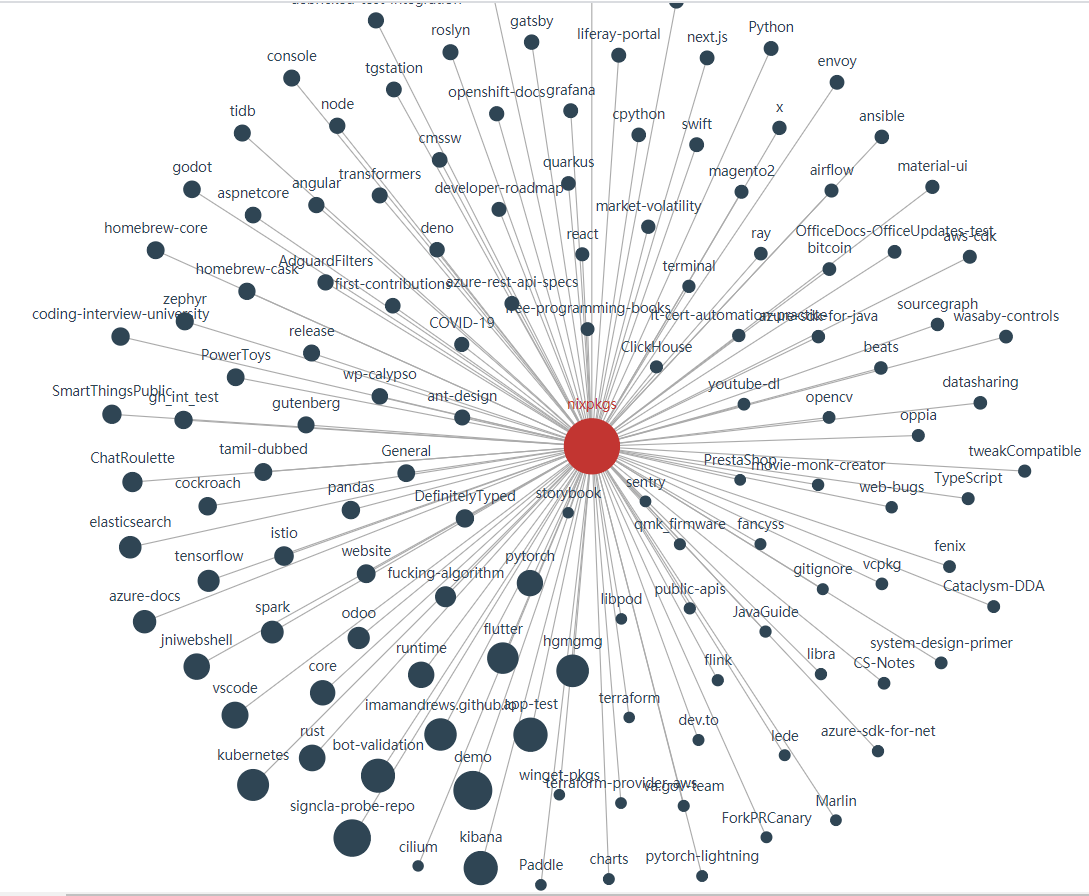 gatsby
roslyn
liferay-portal
Python
next.js
console
tgstation
envoy
openshift-docs
grafana
node
x
tidb
cpython
ansible
swift
cmssw
quarkus
godot
transformers
magento2
airflow
material-ui
aspnetcore
angular
developer-roadmap
market-volatility
homebrew-core
deno
react
ray
OfficeDocs-OfficeUpdates-test
aws-cdk
bitcoin
AdguardFilters
homebrew-cask
terminal
first-contributions
azure-rest-api-specs
zephyr
free-programming-books
sourcegraph
coding-interview-university
it-cert-automation-practice
azure-sdk-for-java
wasaby-controls
COVID-19
release
ClickHouse
beats
PowerToys
wp-calypso
youtube-dl
datasharing
SmartThingsPublic
gh_int_test
gutenberg
ant-design
nixpkgs
opencv
oppia
tamil-dubbed
General
tweakCompatible
ChatRoulette
PrestaShop
movie-monk-creator
cockroach
pandas
DefinitelyTyped
storybook
sentry
web-bugs
TypeScript
elasticsearch
istio
qmk_firmware
fancyss
tensorflow
website
pytorch
fenix
fucking-algorithm
gitignore
vcpkg
azure-docs
public-apis
Cataclysm-DDA
spark
odoo
libpod
JavaGuide
jniwebshell
flutter
hgmgmg
system-design-primer
core
runtime
flink
libra
CS-Notes
vscode
imamandrews.github.io
app-test
terraform
rust
bot-validation
dev.to
lede
azure-sdk-for-net
kubernetes
demo
winget-pkgs
terraform-provider-aws
va.gov-team
signcla-probe-repo
Marlin
cilium
kibana
ForkPRCanary
Paddle
charts
pytorch-lightning